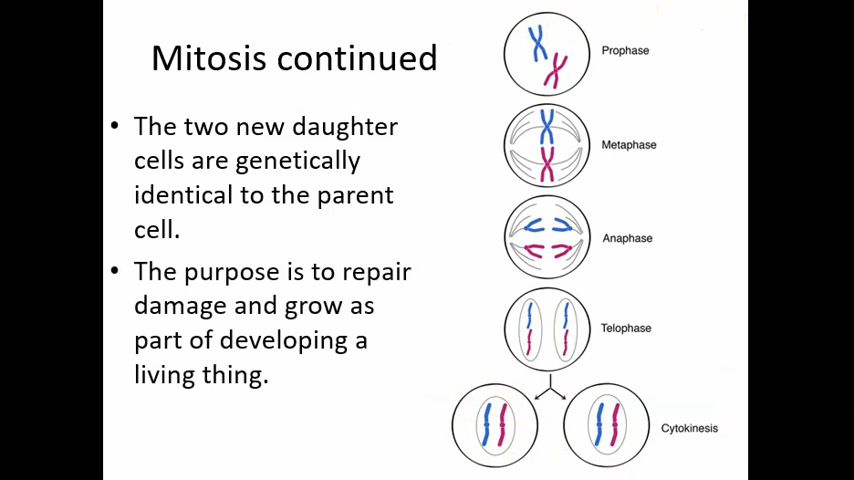 Mitosis continued
• The two new daughter
cells are genetically
identical to the parent
cell.
• The purpose is to repair
damage and grow as
part of developing a
living thing.
Prophase
Metaphase
Anaphase
Telophase
Cytokinesis